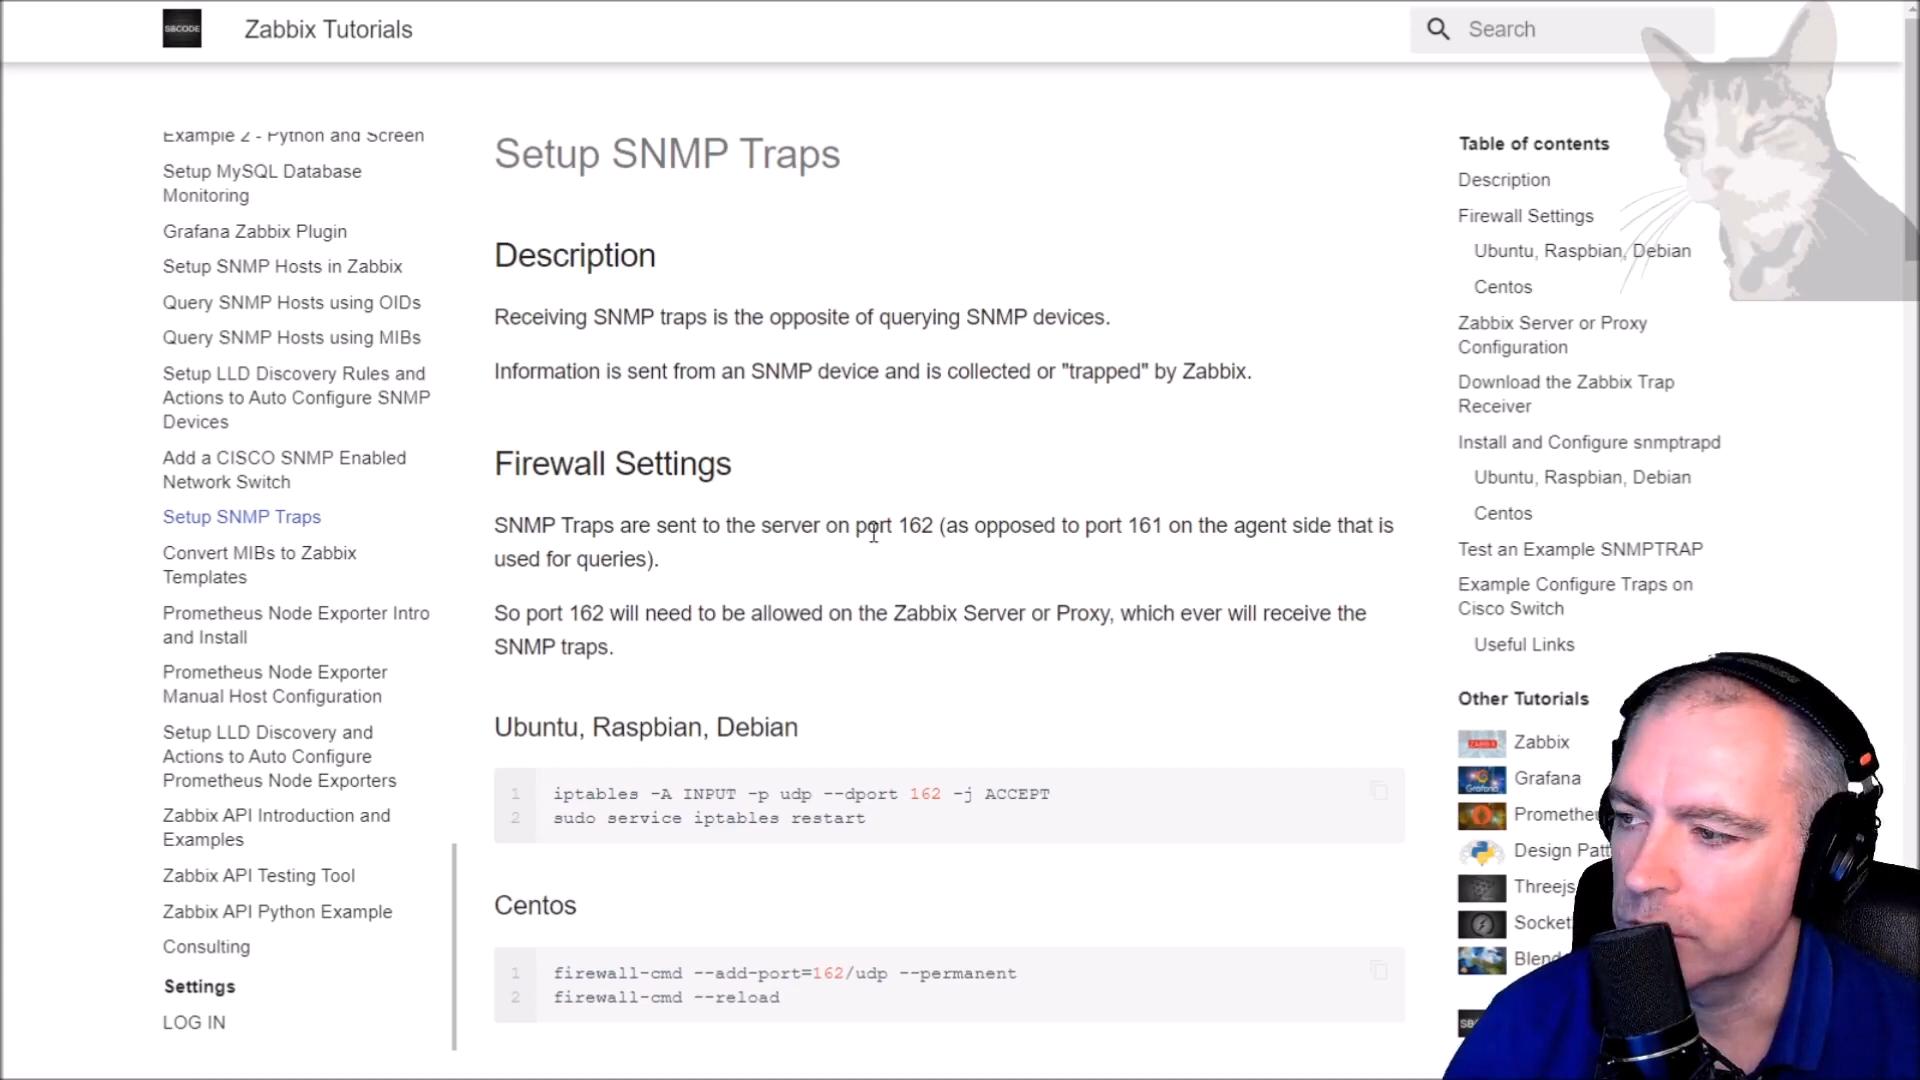 SBCODE
Zabbix Tutorials
Search
Example 2 - Python and Screen
Setup MySQL Database
Monitoring
Grafana Zabbix Plugin
Setup SNMP Hosts in Zabbix
Query SNMP Hosts using OIDs
Query SNMP Hosts using MIBs
Setup LLD Discovery Rules and
Actions to Auto Configure SNMP
Devices
Add a CISCO SNMP Enabled
Network Switch
Setup SNMP Traps
Convert MIBs to Zabbix
Templates
Prometheus Node Exporter Intro
and Install
Prometheus Node Exporter
Manual Host Configuration
Setup LLD Discovery and
Actions to Auto Configure
Prometheus Node Exporters
Zabbix API Introduction and
Examples
Zabbix API Testing Tool
Zabbix API Python Example
Consulting
Settings
LOG IN
Setup SNMP Traps
Description
Receiving SNMP traps is the opposite of querying SNMP devices.
Information is sent from an SNMP device and is collected or "trapped" by Zabbix.
Firewall Settings
SNMP Traps are sent to the server on port 162 (as opposed to port 161 on the agent side that is
used for queries).
So port 162 will need to be allowed on the Zabbix Server or Proxy, which ever will receive the
SNMP traps.
Ubuntu, Raspbian, Debian
1 iptables -A INPUT -p udp --dport 162 -j ACCEPT
2 sudo service iptables restart
Centos
1 firewall-cmd --add-port=162/udp --permanent
2 firewall-cmd --reload
Table of contents
Description
Firewall Settings
Ubuntu, Raspbian, Debian
Centos
Zabbix Server or Proxy
Configuration
Download the Zabbix Trap
Receiver
Install and Configure snmptrapd
Ubuntu, Raspbian, Debian
Centos
Test an Example SNMPTRAP
Example Configure Traps on
Cisco Switch
Useful Links
Other Tutorials
ZABBIX Zabbix
Grafana Grafana
Promethe
Design Patt
Threejs
Socket
Blend